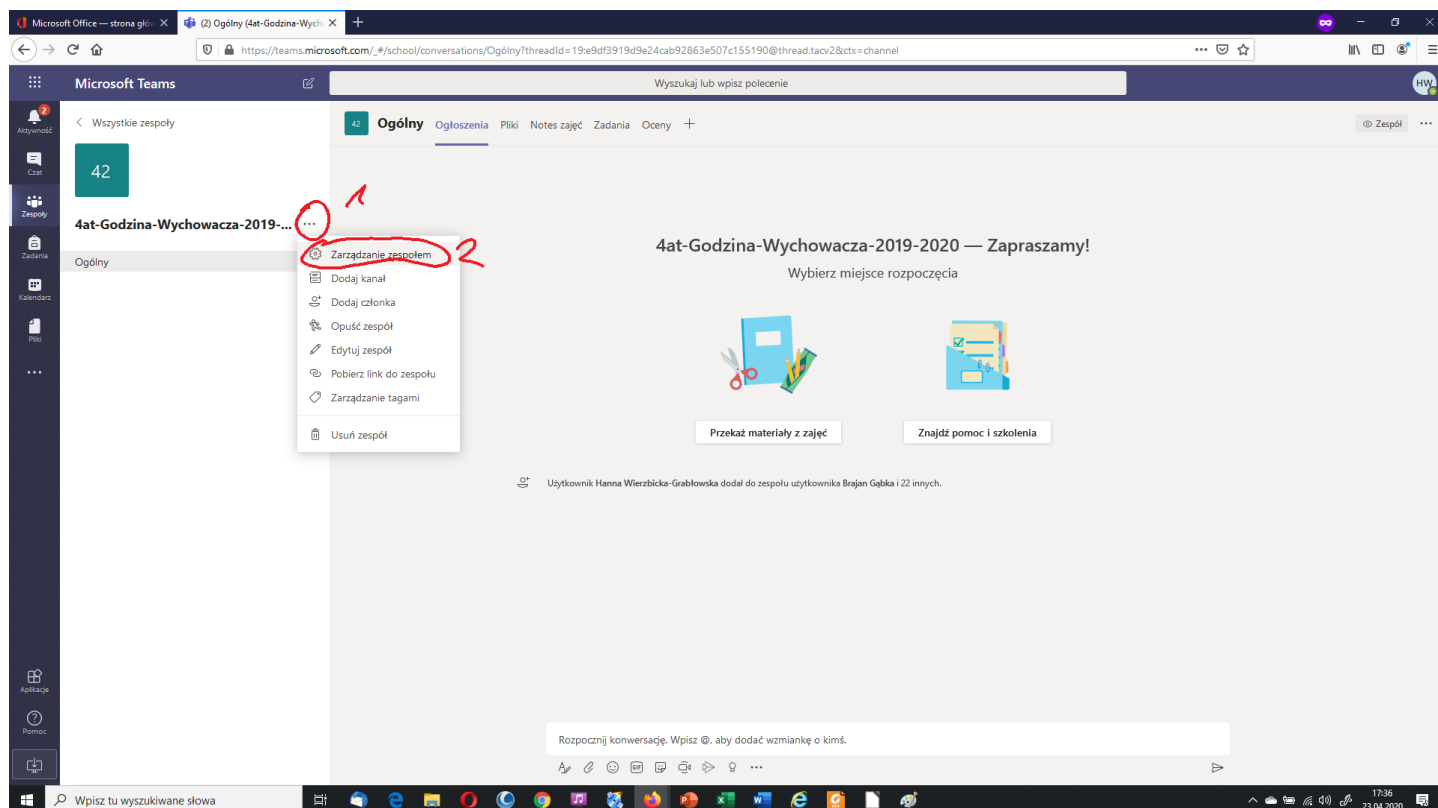 Microsoft Office — strona głów
(2) Ogólny (4at-Godzina-Wych
https://teams.microsoft.com/_#/school/conversations/Ogólny?threadId=19:e9df3919d9e24cab92863e507c155190@thread.tacv2&ctx=channel
Microsoft Teams
Wyszukaj lub wpisz polecenie
HW
2
Aktywność
Czat
Zespoły
Zadania
Kalendarz
Pliki
Aplikacje
Pomoc
Wszystkie zespoły
42
4at-Godzina-Wychowacza-2019-...
Ogólny
1
2
Zarządzanie zespołem
Dodaj kanał
Dodaj członka
Opuść zespół
Edytuj zespół
Pobierz link do zespołu
Zarządzanie tagami
Usuń zespół
42 Ogólny Ogłoszenia Pliki Notes zajęć Zadania Oceny
Zespół
4at-Godzina-Wychowacza-2019-2020 — Zapraszamy!
Wybierz miejsce rozpoczęcia
Przekaż materiały z zajęć
Znajdź pomoc i szkolenia
Użytkownik Hanna Wierzbicka-Grabłowska dodał do zespołu użytkownika Brajan Gąbka i 22 innych.
Rozpocznij konwersację. Wpisz @, aby dodać wzmiankę o kimś.
GIF
Wpisz tu wyszukiwane słowa
17:36
23.04.2020